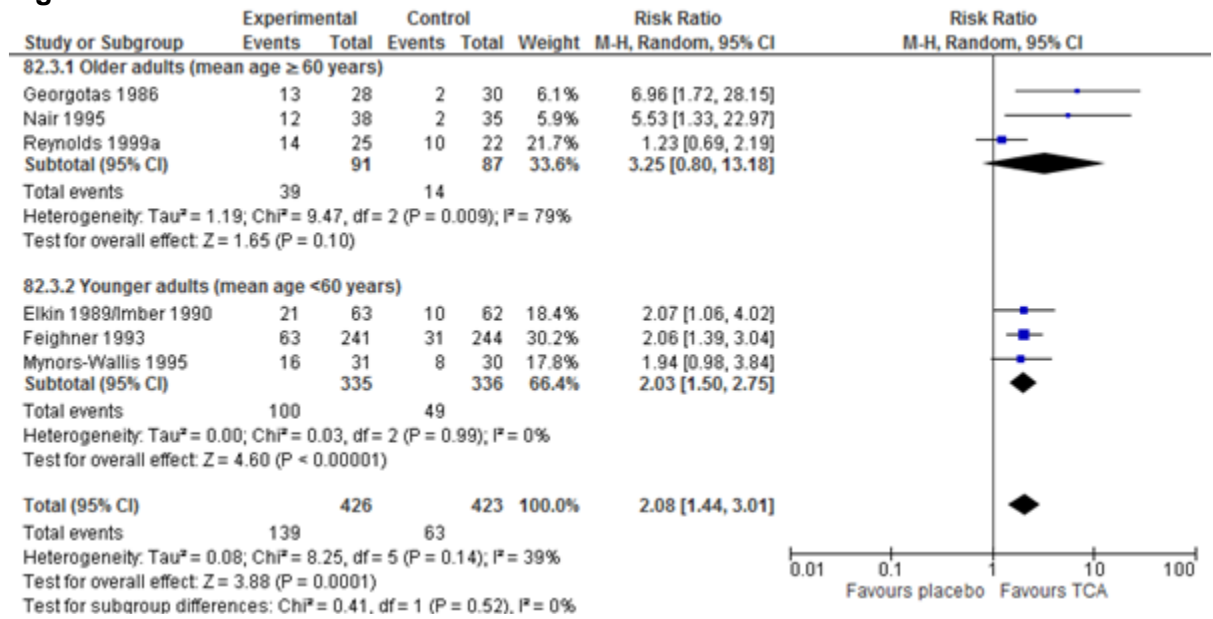 Experimental Control Risk Ratio Risk Ratio
Study or Subgroup Events Total Events Total Weight M-H, Random, 95% CI M-H, Random, 95% CI
82.3.1 Older adults (mean age ≥ 60 years)
Georgotas 1986 13 28 2 30 6.1% 6.96 [1.72, 28.15]
Nair 1995 12 38 2 35 5.9% 5.53 [1.33, 22.97]
Reynolds 1999a 14 25 10 22 21.7% 1.23 [0.69, 2.19]
Subtotal (95% CI) 91 87 33.6% 3.25 [0.80, 13.18]
Total events 39 14
Heterogeneity: Tau² = 1.19; Chi² = 9.47, df = 2 (P = 0.009); I² = 79%
Test for overall effect: Z = 1.65 (P = 0.10)
82.3.2 Younger adults (mean age <60 years)
Elkin 1989/Imber 1990 21 63 10 62 18.4% 2.07 [1.06, 4.02]
Feighner 1993 63 241 31 244 30.2% 2.06 [1.39, 3.04]
Mynors-Wallis 1995 16 31 8 30 17.8% 1.94 [0.98, 3.84]
Subtotal (95% CI) 335 336 66.4% 2.03 [1.50, 2.75]
Total events 100 49
Heterogeneity: Tau² = 0.00; Chi² = 0.03, df = 2 (P = 0.99); I² = 0%
Test for overall effect: Z = 4.60 (P < 0.00001)
Total (95% CI) 426 423 100.0% 2.08 [1.44, 3.01]
Total events 139 63
Heterogeneity: Tau² = 0.08; Chi² = 8.25, df = 5 (P = 0.14); I² = 39%
Test for overall effect: Z = 3.88 (P = 0.0001)
Test for subgroup differences: Chi² = 0.41, df = 1 (P = 0.52), I² = 0%
0.01 0.1 1 10 100
Favours placebo Favours TCA